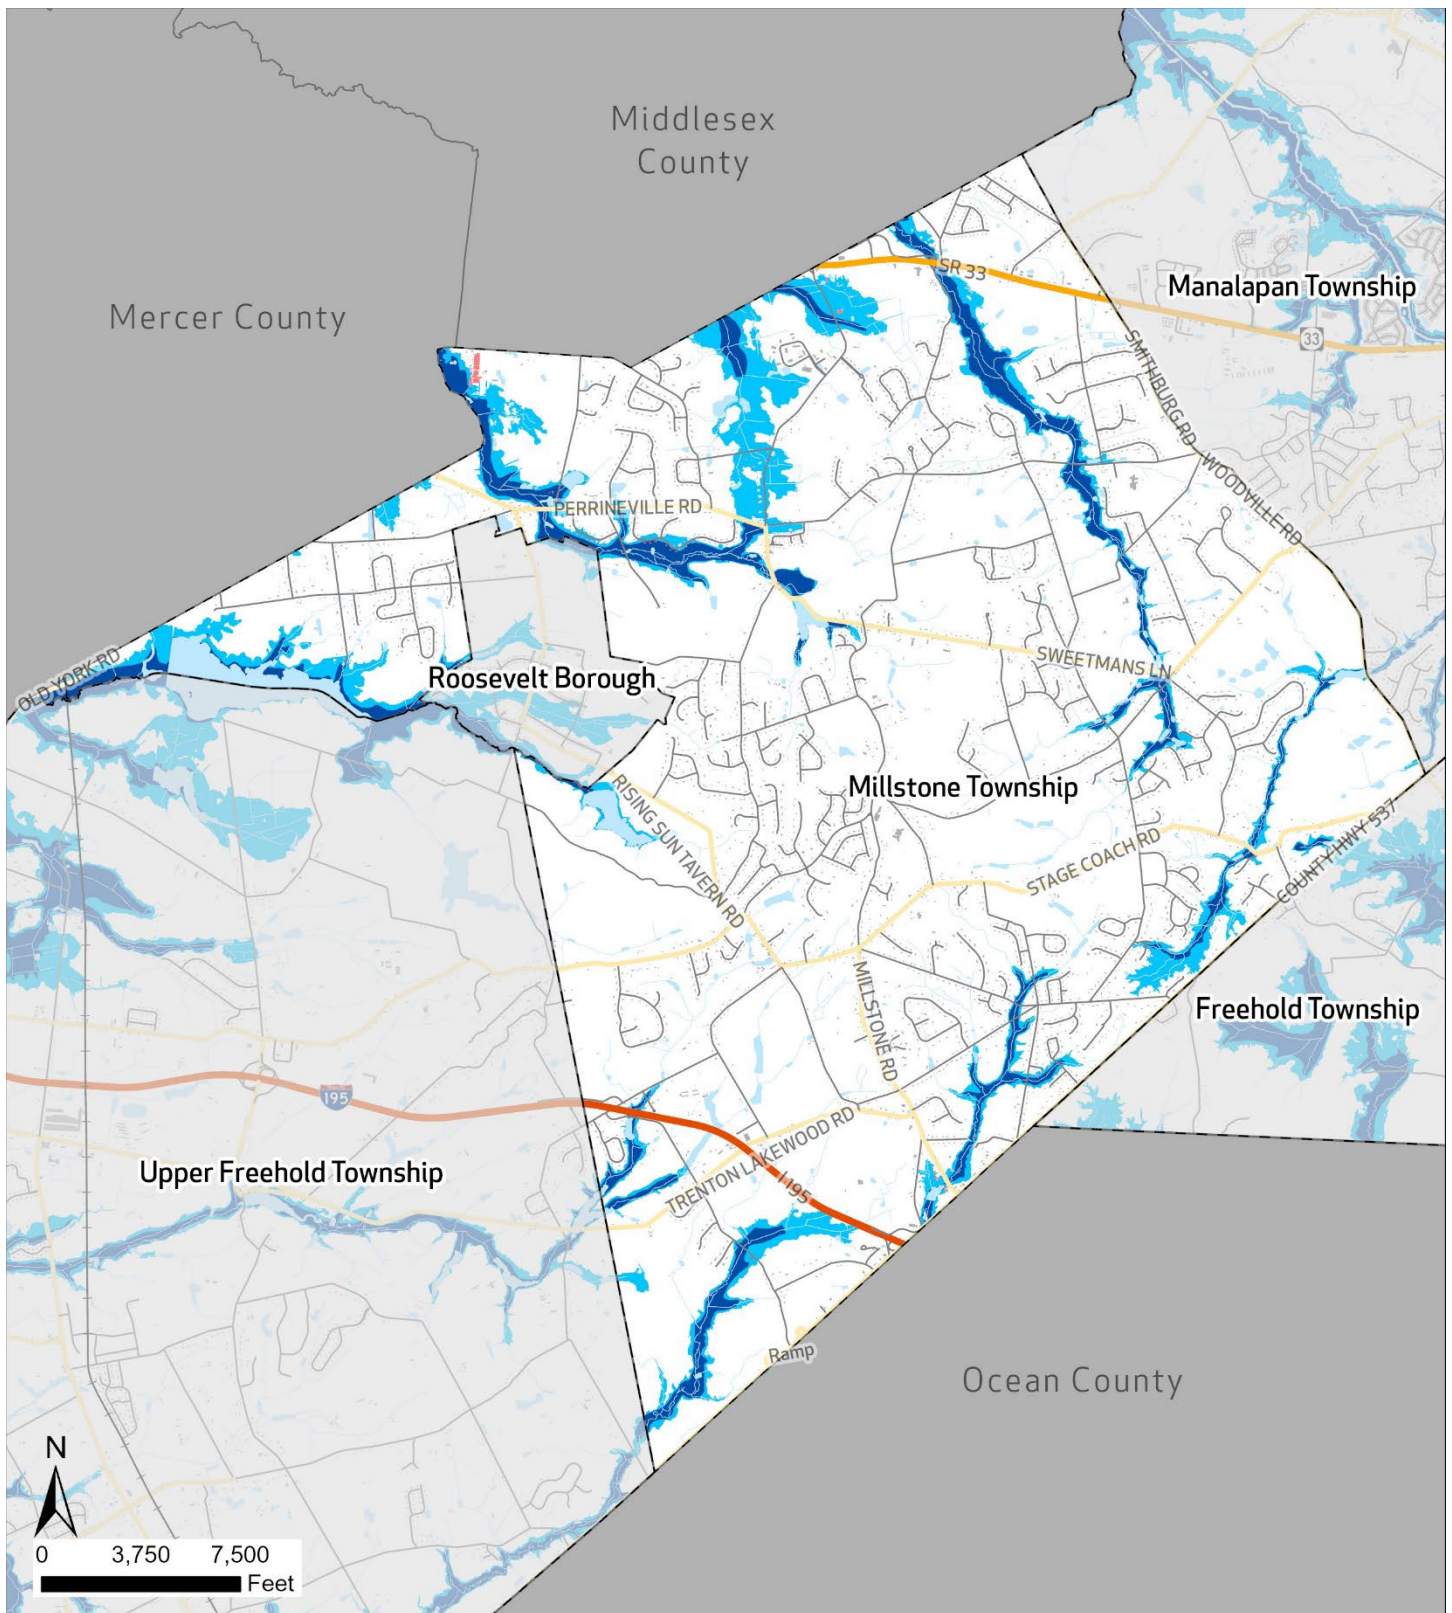 Middlesex
County
Mercer County
SR 33
Manalapan Township
33
SMITHBURG RD
WOODVILLE RD
PERRINEVILLE RD
OLD YORK RD
Roosevelt Borough
SWEETMANS LN
Millstone Township
RISING SUN TAVERN RD
STAGE COACH RD
COUNTY HWY 537
MILLSTONE RD
Freehold Township
195
TRENTON LAKEWOOD RD
I 195
Upper Freehold Township
Ramp
Ocean County
N
0 3,750 7,500
Feet